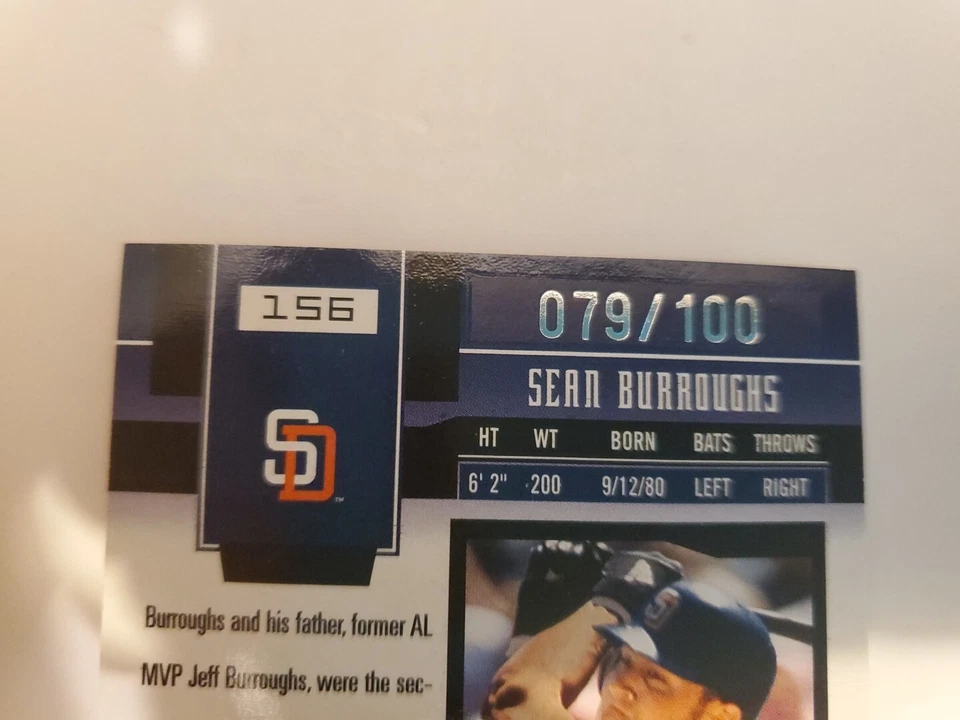 156
079/100
SEAN BURROUGHS
HT WT BORN BATS THROWS
6' 2" 200 9/12/80 LEFT RIGHT
SD
TM
Burroughs and his father, former AL
MVP Jeff Burroughs, were the sec-